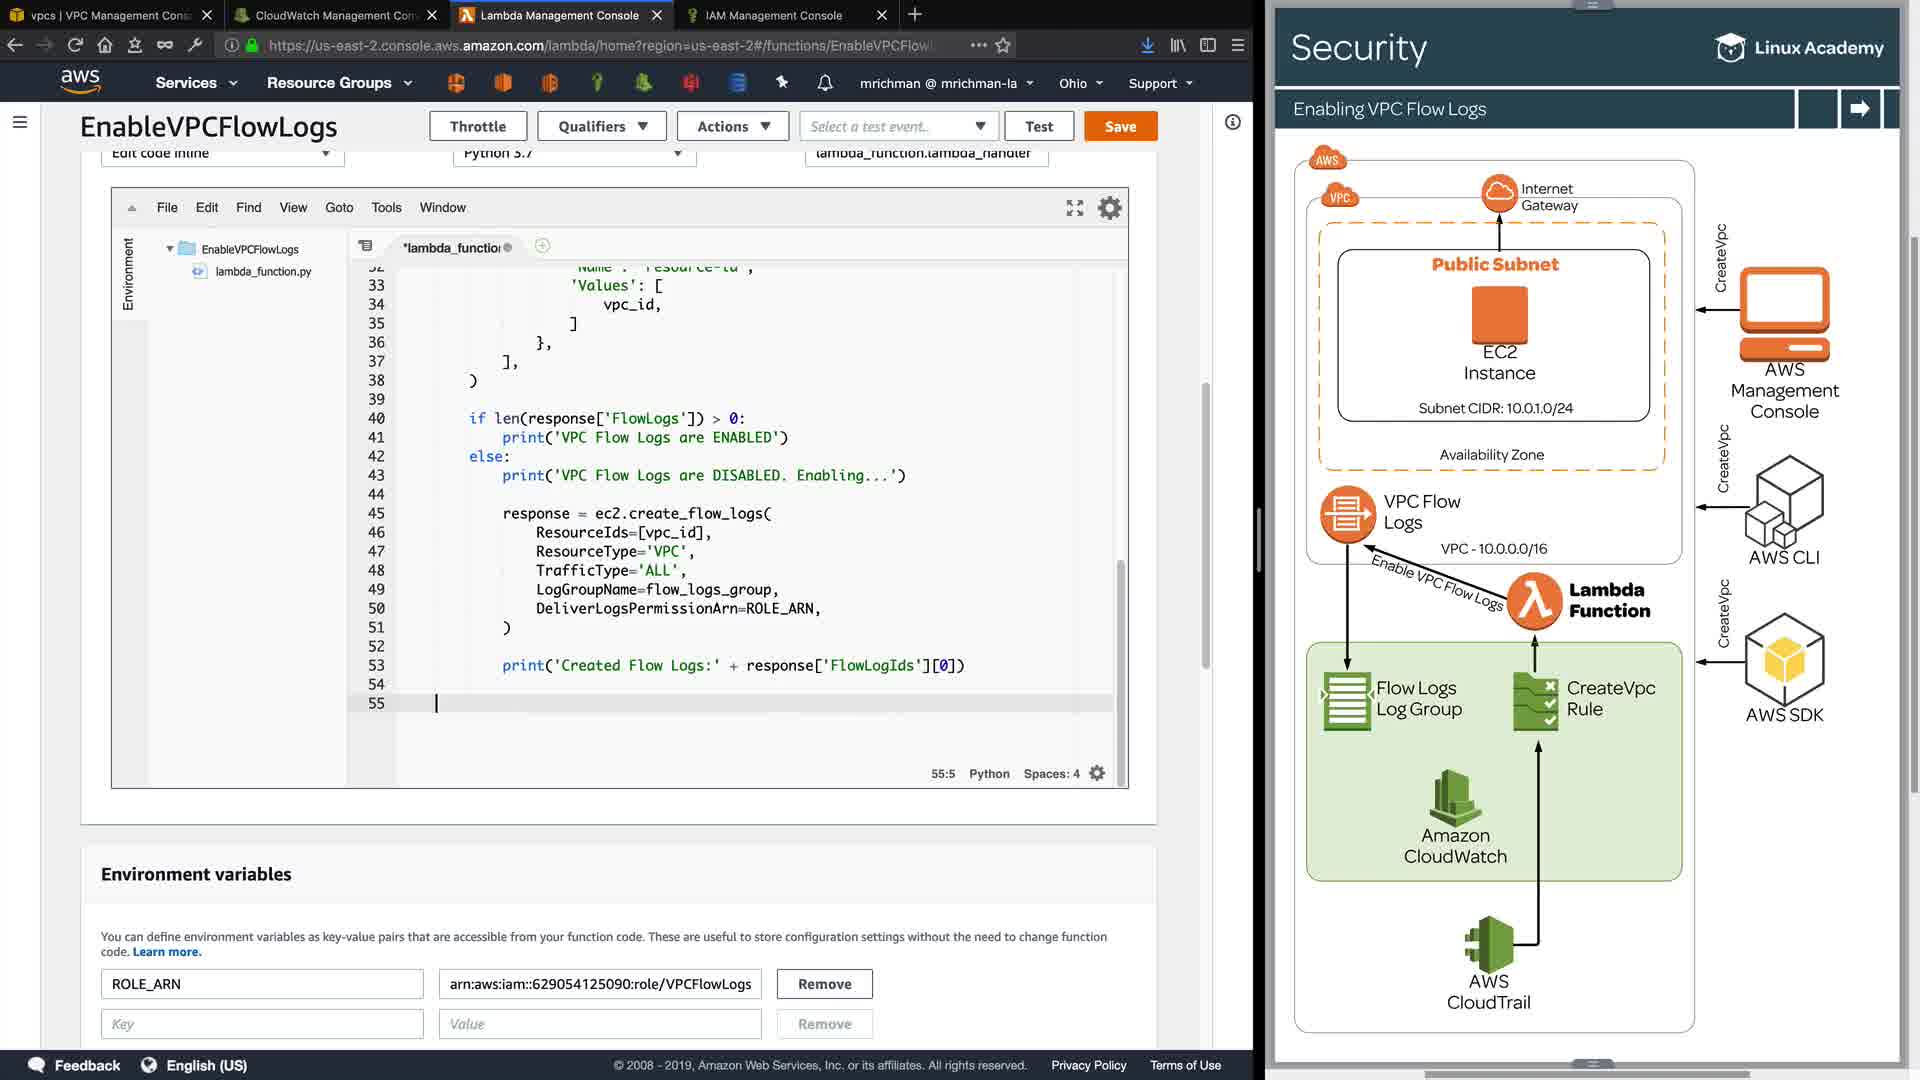 vpcs | VPC Management Cons
CloudWatch Management Con
Lambda Management Console
IAM Management Console
https://us-east-2.console.aws.amazon.com/lambda/home?region=us-east-2#/functions/EnableVPCFlowL
aws
Services
Resource Groups
mrichman @ mrichman-la
Ohio
Support
EnableVPCFlowLogs
Throttle
Qualifiers
Actions
Select a test event..
Test
Save
Edit code inline
Python 3.7
lambda_function.lambda_handler
File Edit Find View Goto Tools Window
Environment
EnableVPCFlowLogs
lambda_function.py
*lambda_function
32 'Name': 'resource-id',
33 'Values': [
34 vpc_id,
35 ]
36 },
37 ],
38 )
39
40 if len(response['FlowLogs']) > 0:
41 print('VPC Flow Logs are ENABLED')
42 else:
43 print('VPC Flow Logs are DISABLED. Enabling...')
44
45 response = ec2.create_flow_logs(
46 ResourceIds=[vpc_id],
47 ResourceType='VPC',
48 TrafficType='ALL',
49 LogGroupName=flow_logs_group,
50 DeliverLogsPermissionArn=ROLE_ARN,
51 )
52
53 print('Created Flow Logs:' + response['FlowLogIds'][0])
54
55
55:5 Python Spaces: 4
Environment variables
You can define environment variables as key-value pairs that are accessible from your function code. These are useful to store configuration settings without the need to change function
code. Learn more.
ROLE_ARN
arn:aws:iam::629054125090:role/VPCFlowLogs
Remove
Key
Value
Remove
Feedback
English (US)
© 2008 - 2019, Amazon Web Services, Inc. or its affiliates. All rights reserved.
Privacy Policy
Terms of Use
Security
Linux Academy
Enabling VPC Flow Logs
AWS
VPC
Internet
Gateway
Public Subnet
EC2
Instance
Subnet CIDR: 10.0.1.0/24
Availability Zone
VPC Flow
Logs
VPC - 10.0.0.0/16
Enable VPC Flow Logs
Lambda
Function
Flow Logs
Log Group
CreateVpc
Rule
Amazon
CloudWatch
AWS
CloudTrail
CreateVpc
AWS
Management
Console
CreateVpc
AWS CLI
CreateVpc
AWS SDK